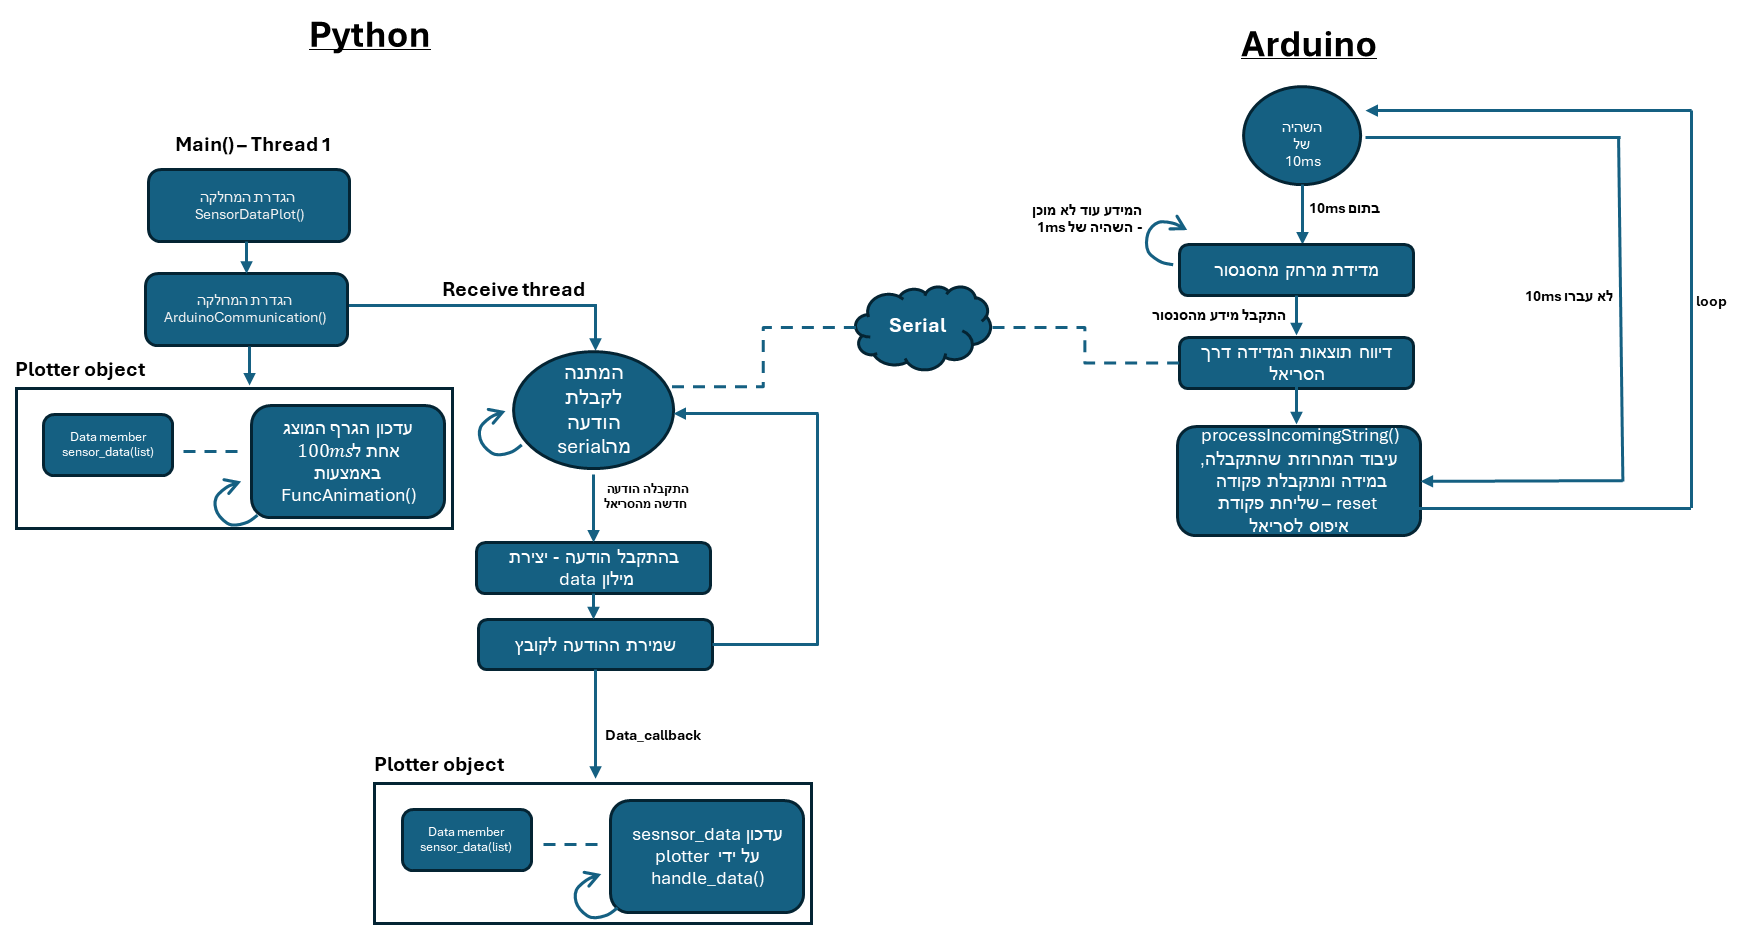 Python
Main() – Thread 1
הגדרת המחלקה
SensorDataPlot()
הגדרת המחלקה
ArduinoCommunication()
Receive thread
Plotter object
Data member
sensor_data(list)
עדכון הגרף המוצג
אחת ל100ms
באמצעות
FuncAnimation()
המתנה
לקבלת
הודעה
מהserial
התקבלה הודעה
חדשה מהסריאל
בהתקבל הודעה - יצירת
מילון data
שמירת ההודעה לקובץ
Data_callback
Plotter object
Data member
sensor_data(list)
עדכון sesnsor_data
על ידי plotter
handle_data()
Serial
Arduino
השהיה
של
10ms
בתום 10ms
המידע עוד לא מוכן
- השהיה של 1ms
מדידת מרחק מהסנסור
התקבל מידע מהסנסור
דיווח תוצאות המדידה דרך
הסריאל
processIncomingString()
עיבוד המחרוזת שהתקבלה,
במידה ומתקבלת פקודה
reset – שליחת פקודת
איפוס לסריאל
לא עברו 10ms
loop